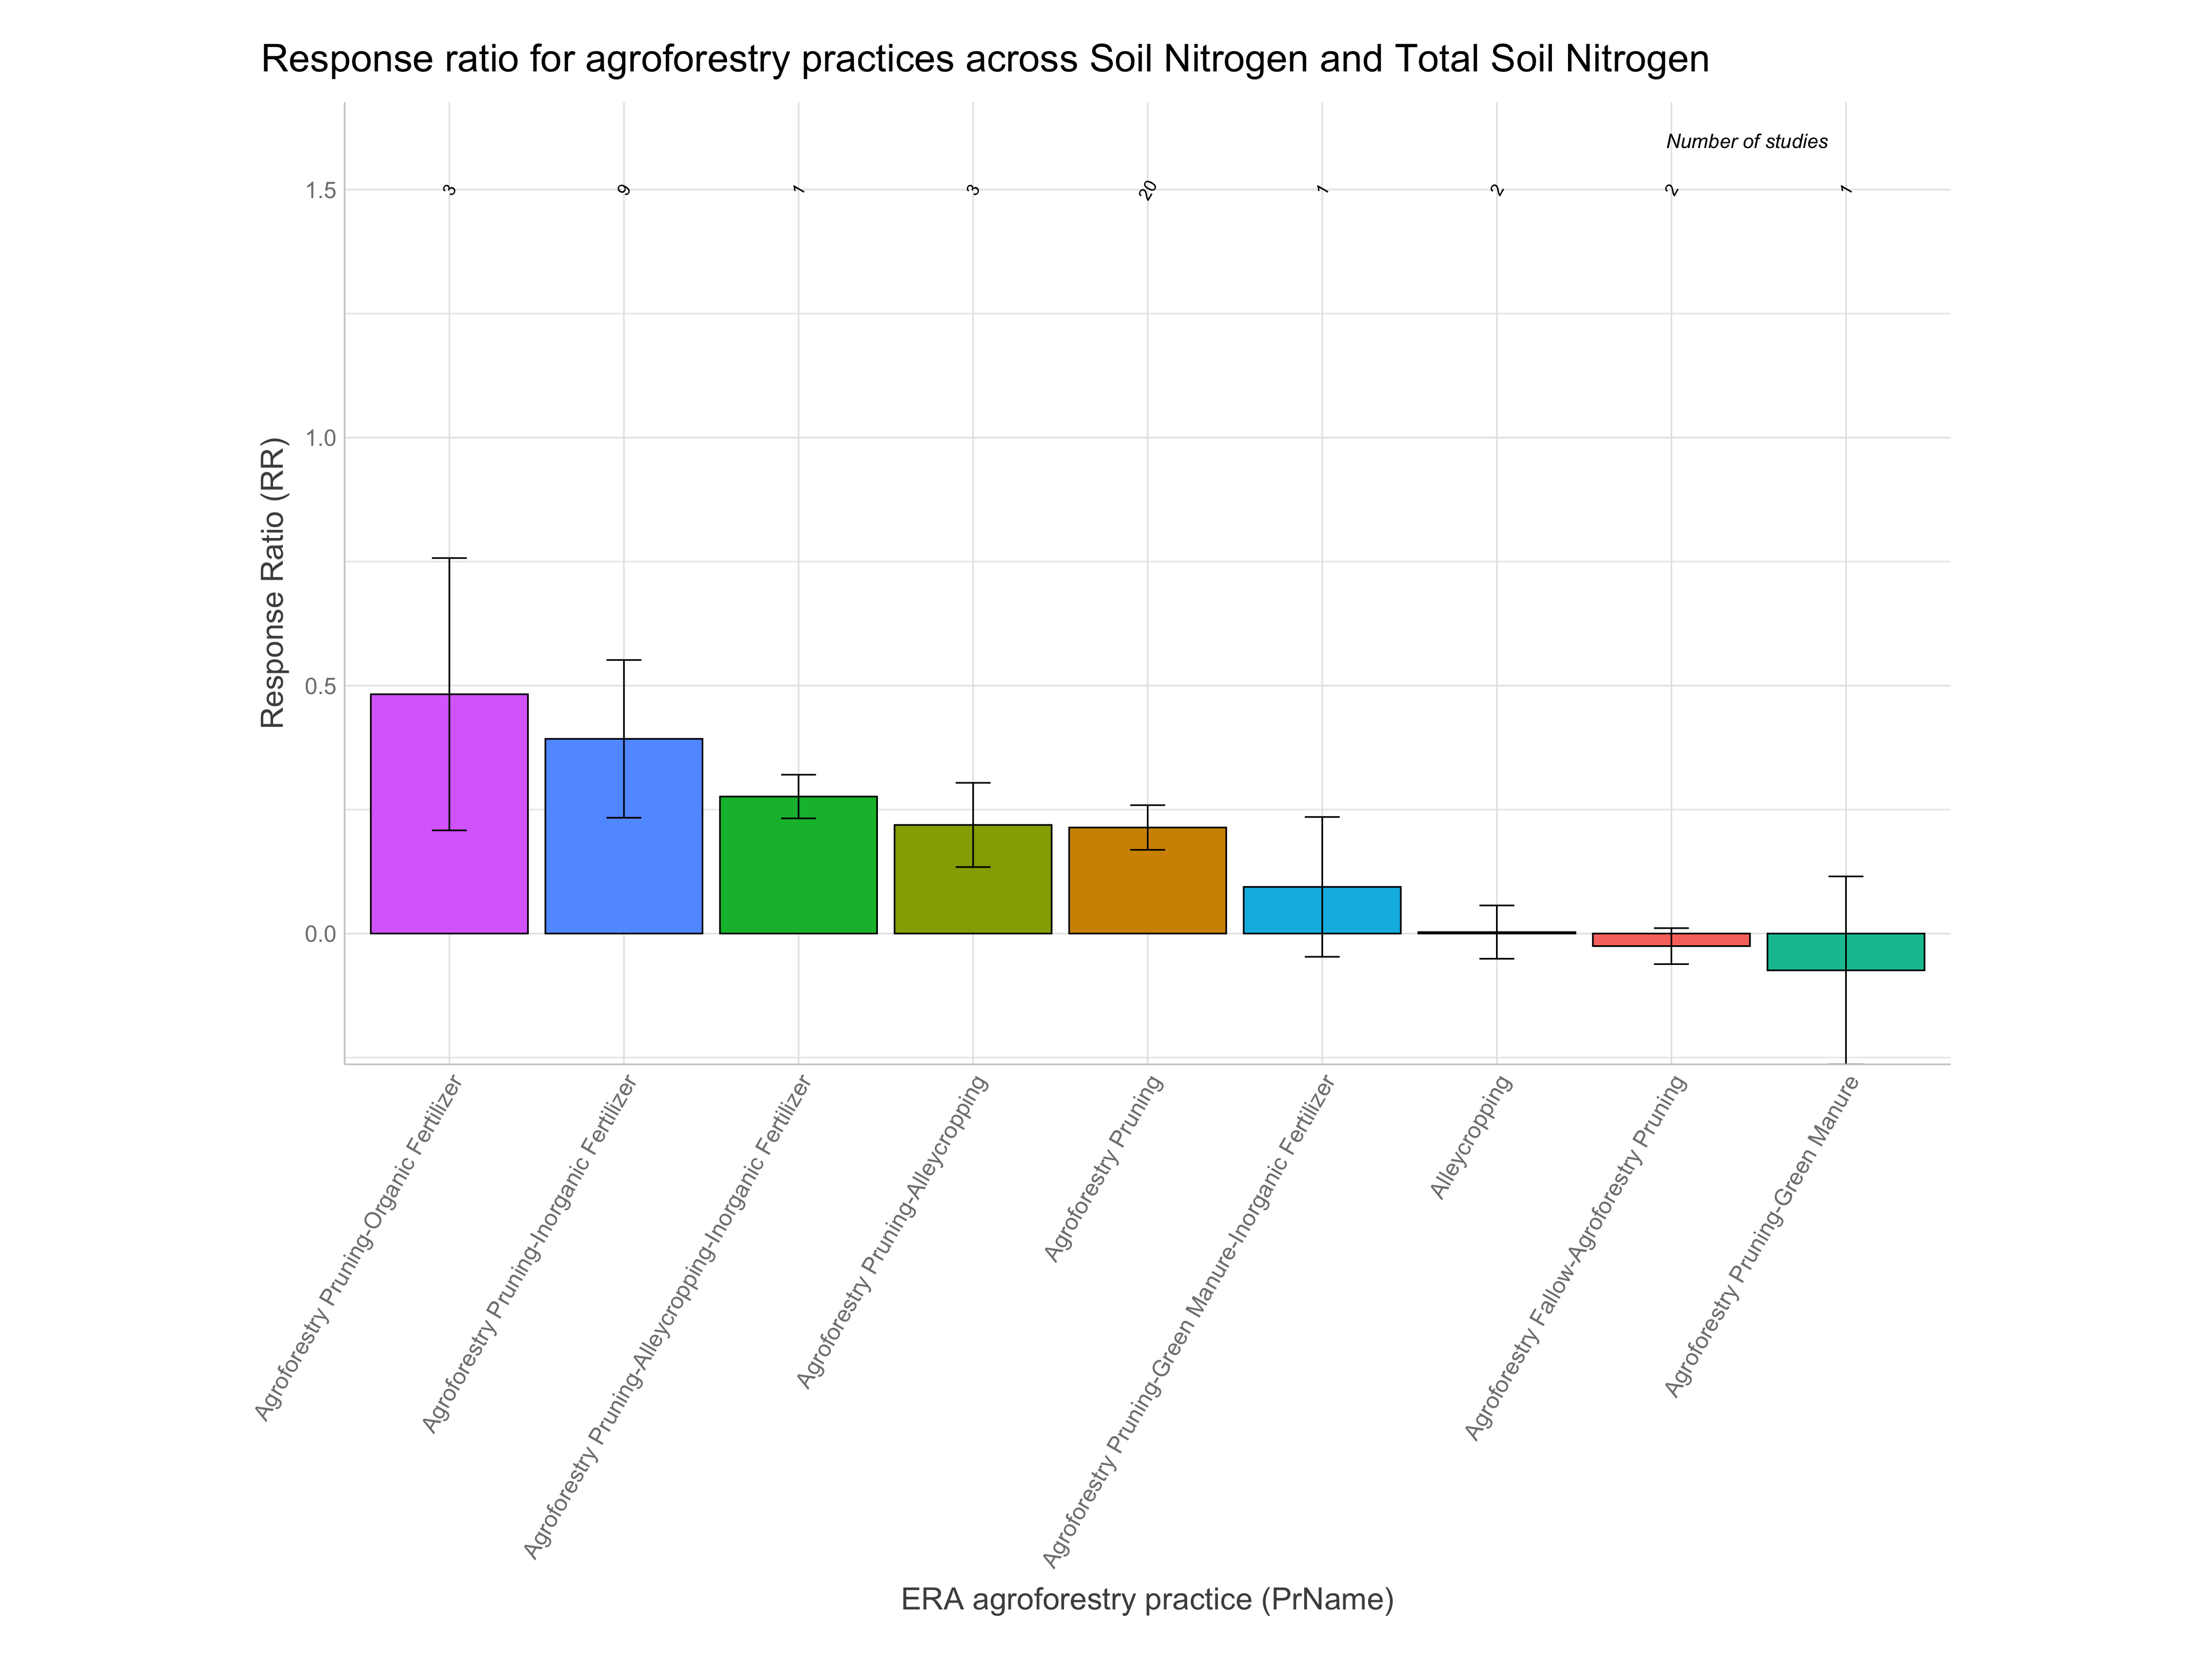 Response ratio for agroforestry practices across Soil Nitrogen and Total Soil Nitrogen
Number of studies
3 9 1 3 20 1 2 2 1
Response Ratio (RR)
1.5
1.0
0.5
0.0
Agroforestry Pruning-Organic Fertilizer
Agroforestry Pruning-Inorganic Fertilizer
Agroforestry Pruning-Alleycropping-Inorganic Fertilizer
Agroforestry Pruning-Alleycropping
Agroforestry Pruning
Agroforestry Pruning-Green Manure-Inorganic Fertilizer
Alleycropping
Agroforestry Fallow-Agroforestry Pruning
Agroforestry Pruning-Green Manure
ERA agroforestry practice (PrName)